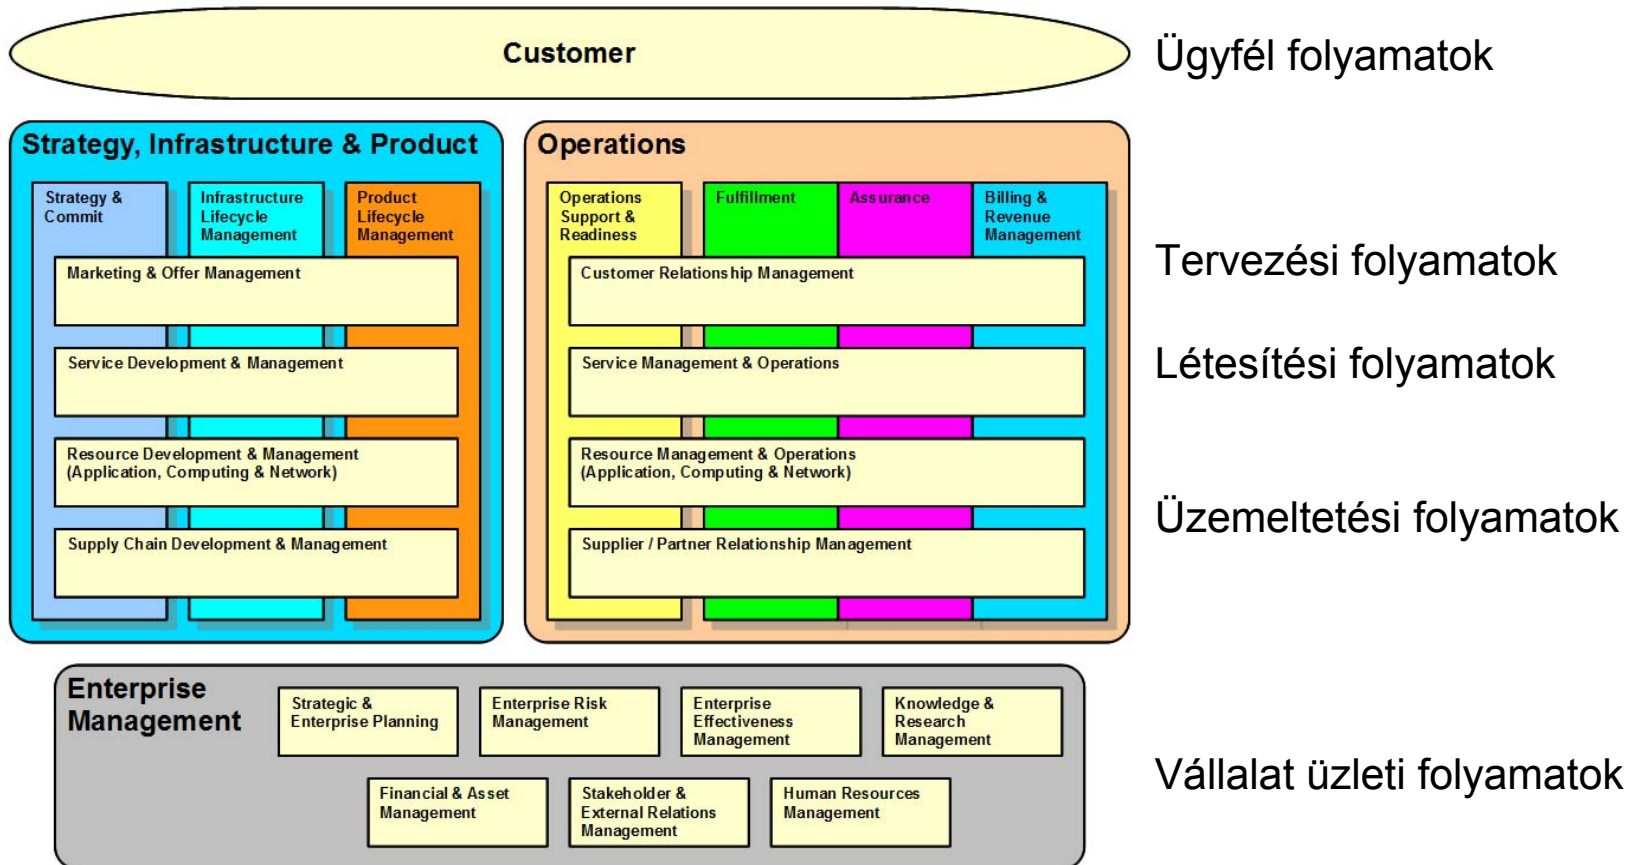 Customer
Ügyfél folyamatok
Strategy, Infrastructure & Product
Strategy &
Commit
Infrastructure
Lifecycle
Management
Product
Lifecycle
Management
Marketing & Offer Management
Service Development & Management
Resource Development & Management
(Application, Computing & Network)
Supply Chain Development & Management
Operations
Operations
Support &
Readiness
Fulfillment
Assurance
Billing &
Revenue
Management
Customer Relationship Management
Service Management & Operations
Resource Management & Operations
(Application, Computing & Network)
Supplier / Partner Relationship Management
Tervezési folyamatok
Létesítési folyamatok
Üzemeltetési folyamatok
Enterprise
Management
Strategic &
Enterprise Planning
Enterprise Risk
Management
Enterprise
Effectiveness
Management
Knowledge &
Research
Management
Financial & Asset
Management
Stakeholder &
External Relations
Management
Human Resources
Management
Vállalat üzleti folyamatok